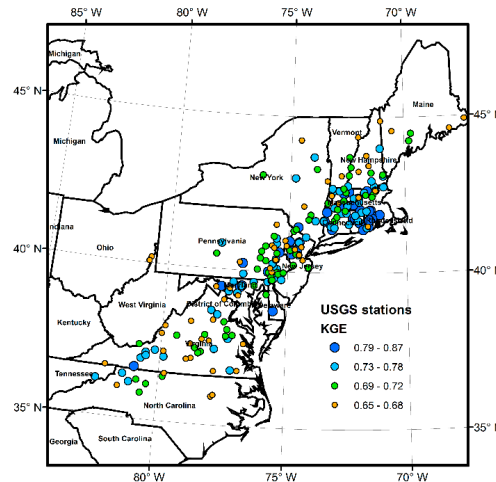 85° W
80° W
75° W
70° W
Michigan
Maine
45° N
45° N
Vermont
Michigan
New Hampshire
New York
Indiana
Pennsylvania
40° N
Ohio
New Jersey
40° N
West Virginia
District of Columbia
Delaware
USGS stations
Kentucky
KGE
Virginia
0.79 - 0.87
0.73 - 0.78
Tennessee
0.69 - 0.72
North Carolina
0.65 - 0.68
35° N
35° N
Georgia
South Carolina
80° W
75° W
70° W